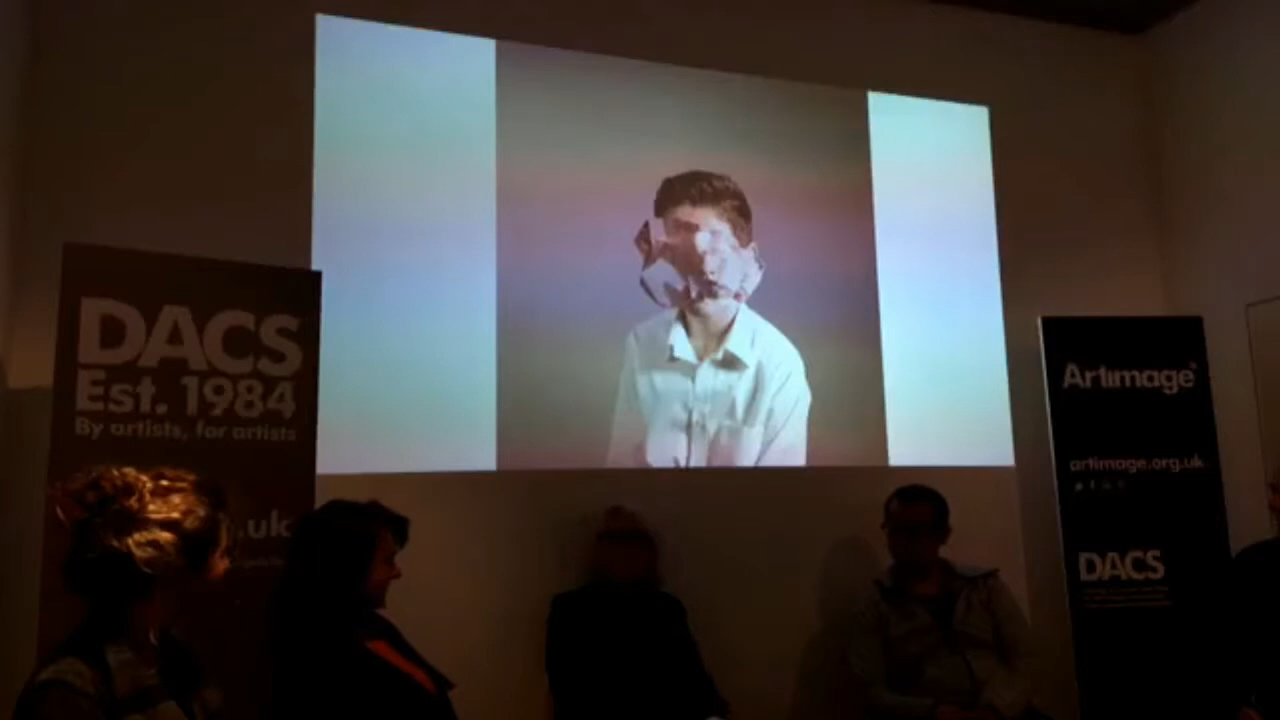 DACS
Est. 1984
By artists, for artists
.uk
Artimage
artimage.org.uk
DACS